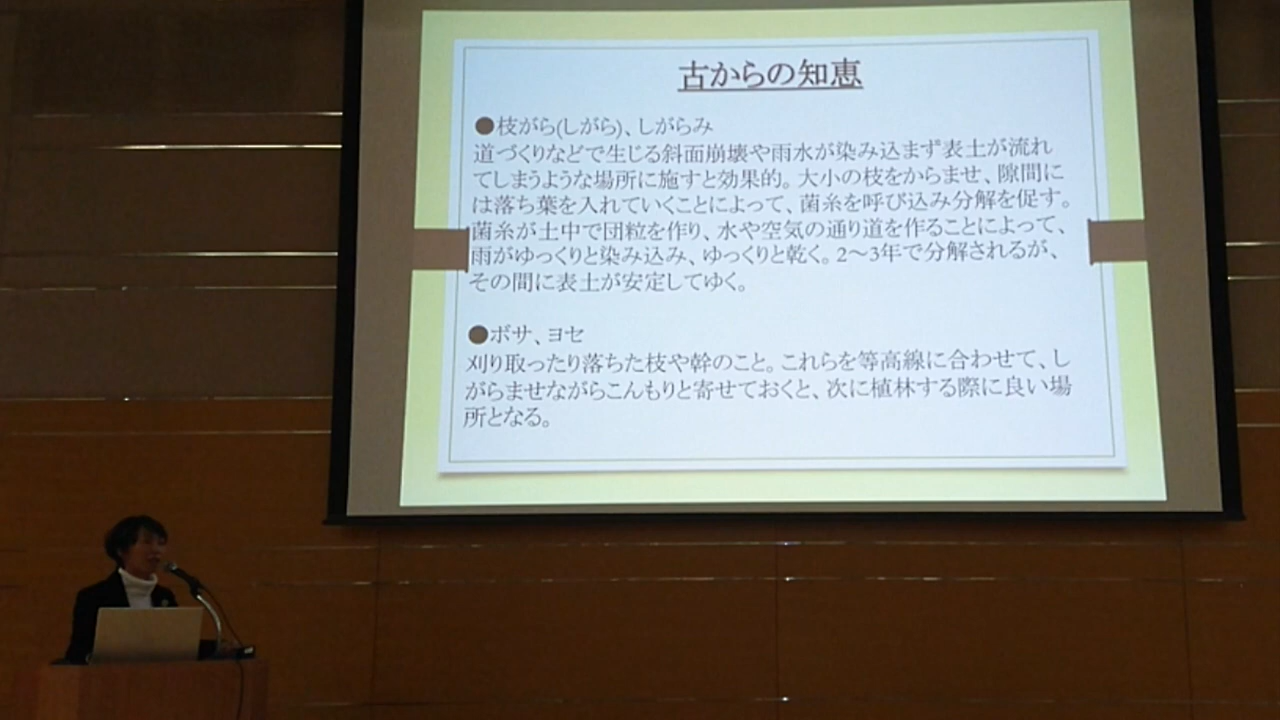 古からの知恵
●枝がら(しがら)、しがらみ
道づくりなどで生じる斜面崩壊や雨水が染み込まず表土が流れ
てしまうような場所に施すと効果的。大小の枝をからませ、隙間に
は落ち葉を入れていくことによって、菌糸を呼び込み分解を促す。
菌糸が土中で団粒を作り、水や空気の通り道を作ることによって、
雨がゆっくりと染み込み、ゆっくりと乾く。2〜3年で分解されるが、
その間に表土が安定してゆく。
●ボサ、ヨセ
刈り取ったり落ちた枝や幹のこと。これらを等高線に合わせて、し
がらませながらこんもりと寄せておくと、次に植林する際に良い場
所となる。